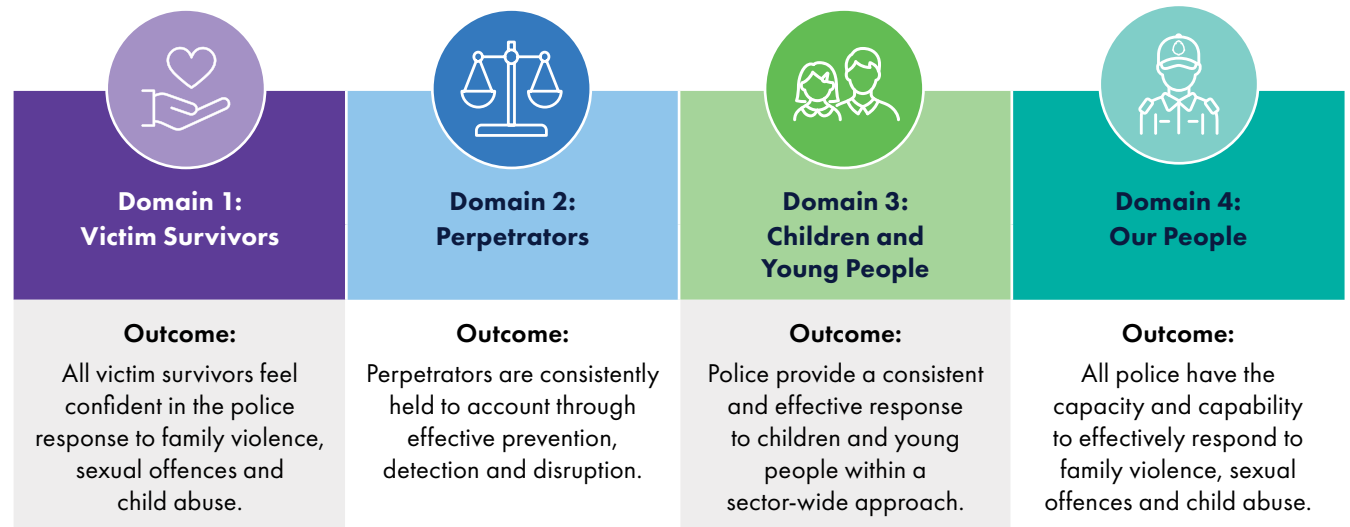 Domain 1:
Victim Survivors
Outcome:
All victim survivors feel
confident in the police
response to family violence,
sexual offences and
child abuse.
Domain 2:
Perpetrators
Outcome:
Perpetrators are consistently
held to account through
effective prevention,
detection and disruption.
Domain 3:
Children and
Young People
Outcome:
Police provide a consistent
and effective response
to children and young
people within a
sector-wide approach.
Domain 4:
Our People
Outcome:
All police have the
capacity and capability
to effectively respond to
family violence, sexual
offences and child abuse.